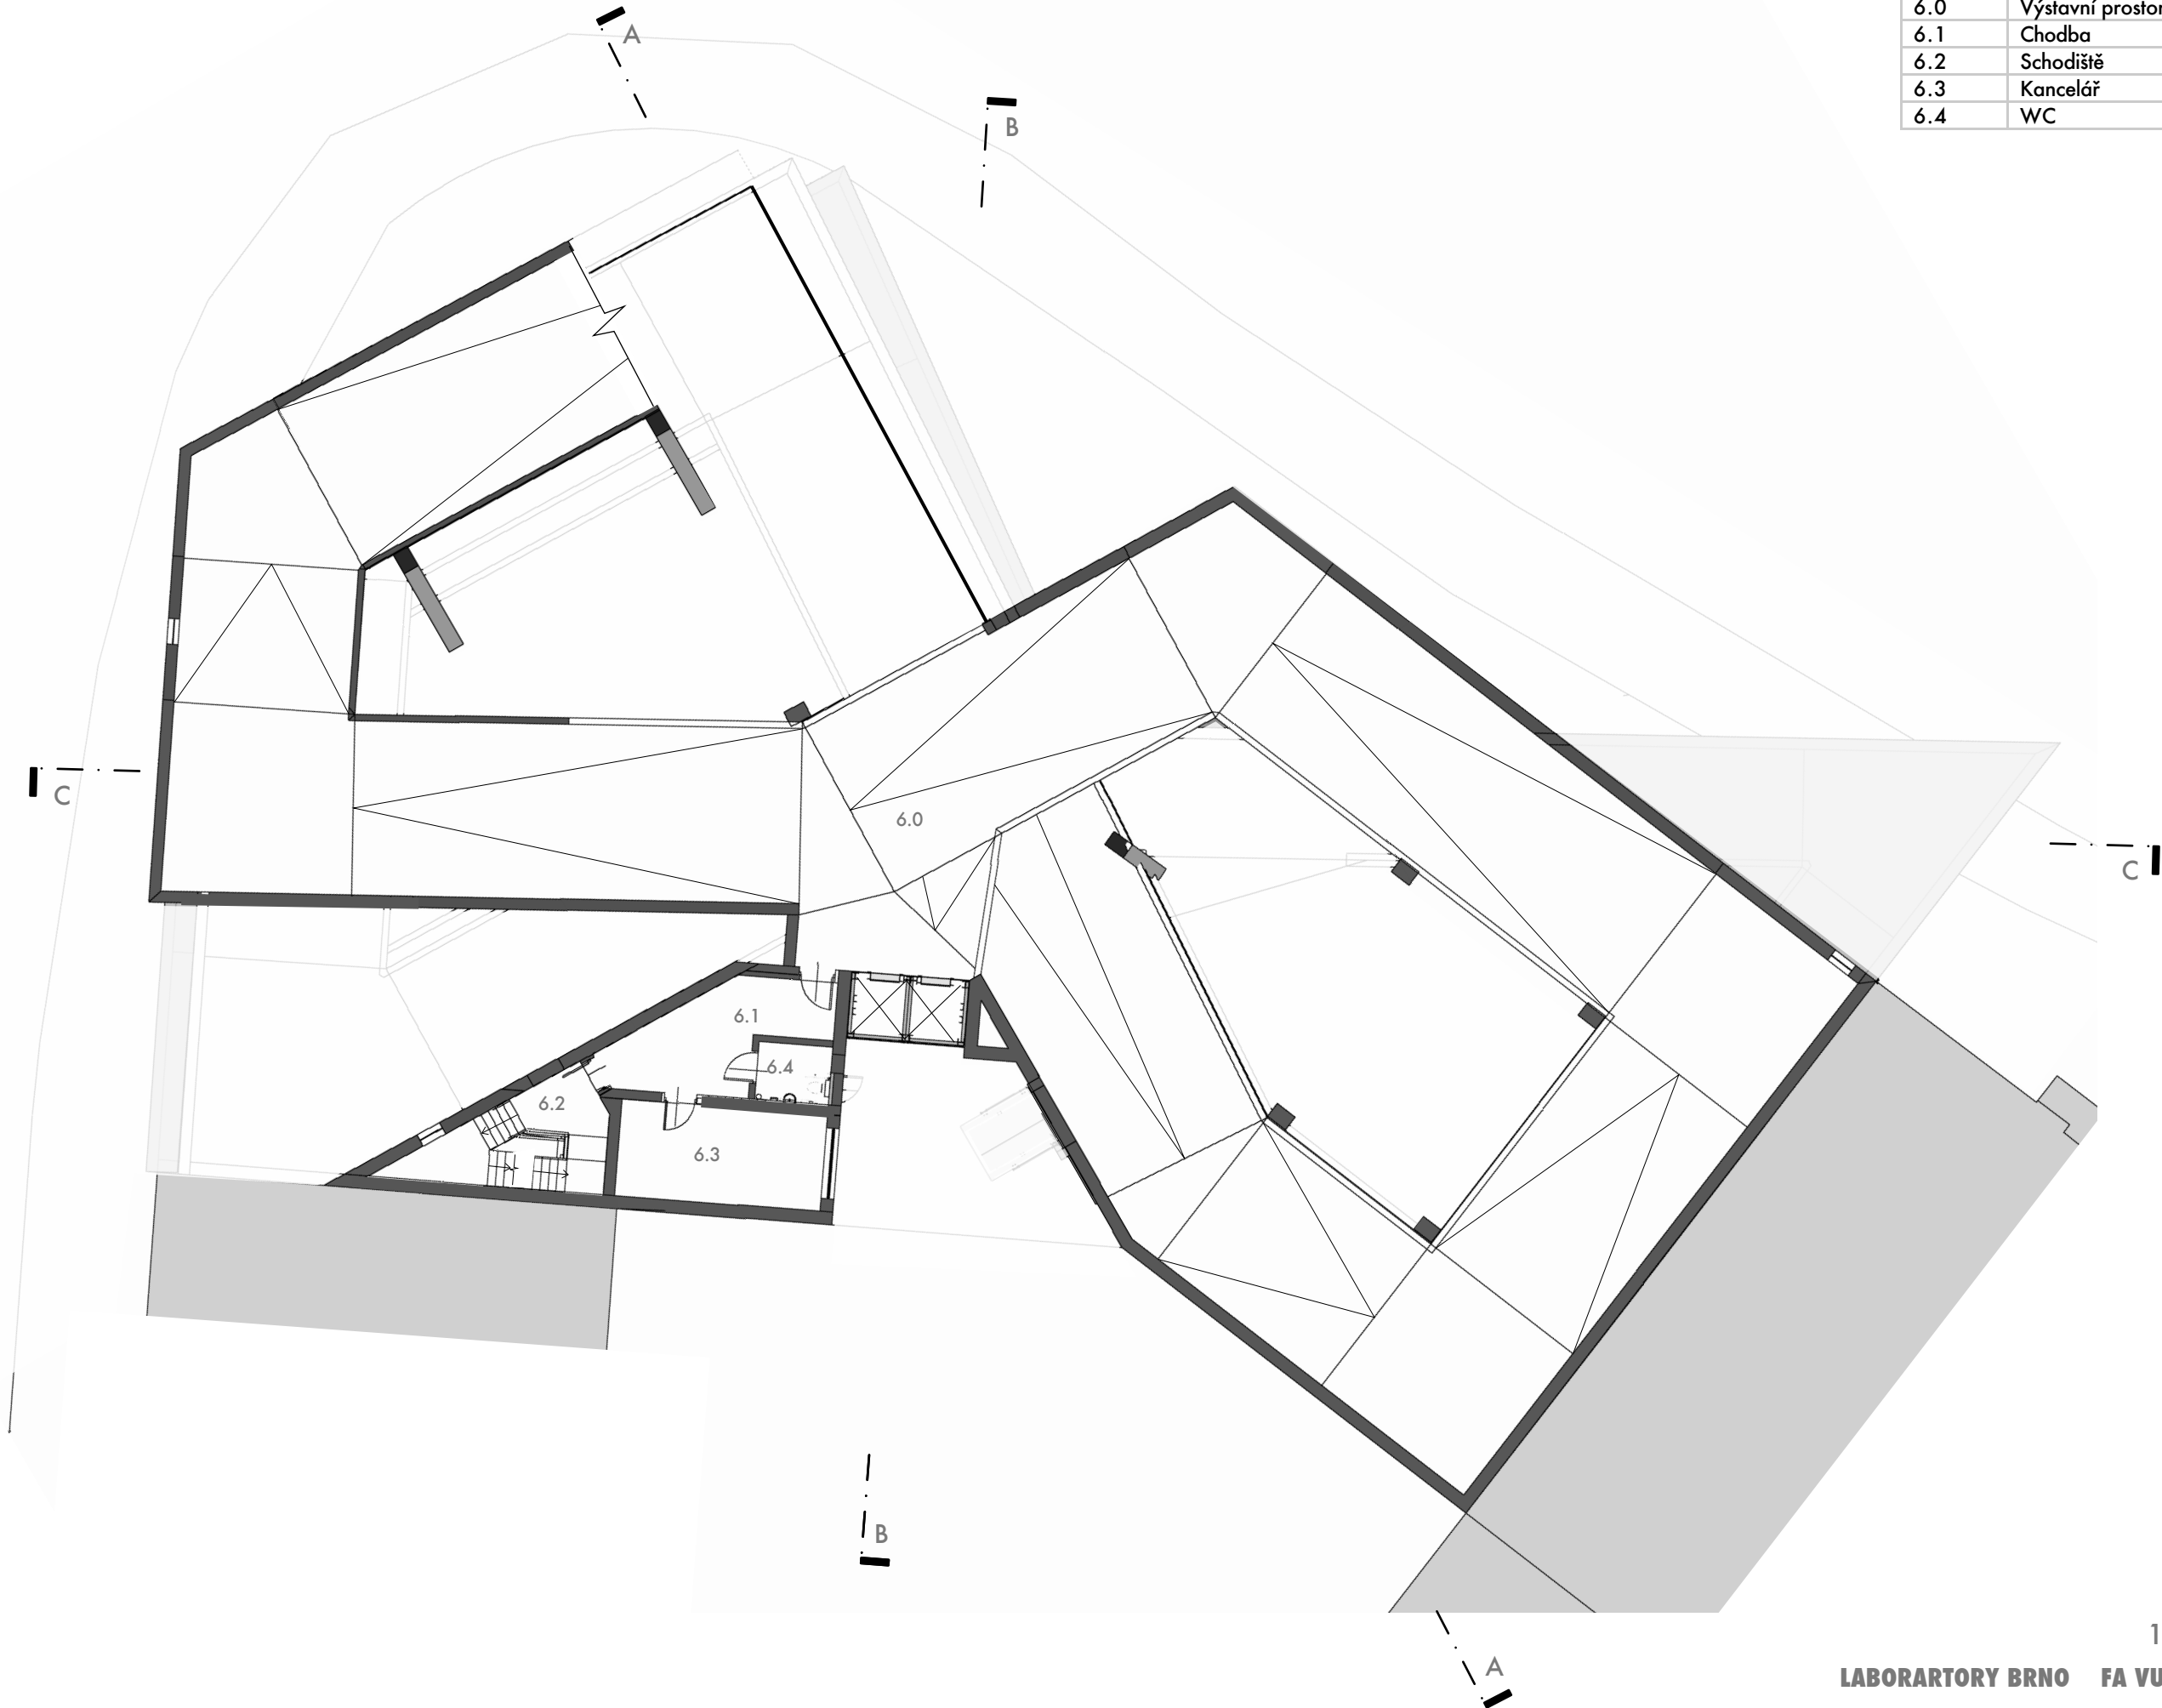 6.0 Výstavní prostor
6.1 Chodba
6.2 Schodiště
6.3 Kancelář
6.4 WC
A
B
C
6.0
C
6.1
6.4
6.2
6.3
B
A
1
LABORARTORY BRNO FA VU